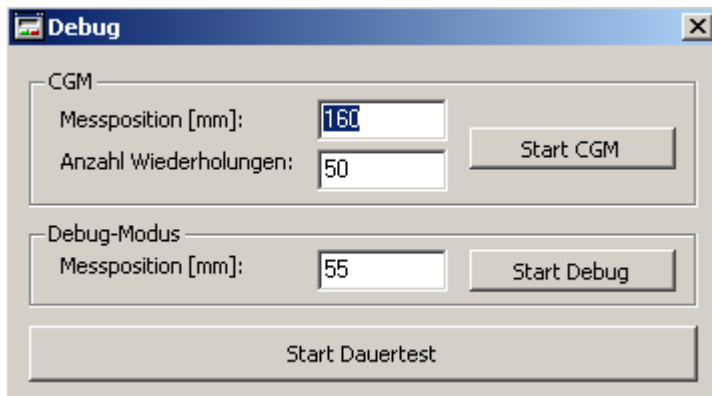 Debug
CGM
Messposition [mm]: 160
Anzahl Wiederholungen: 50
Start CGM
Debug-Modus
Messposition [mm]: 55 Start Debug
Start Dauertest